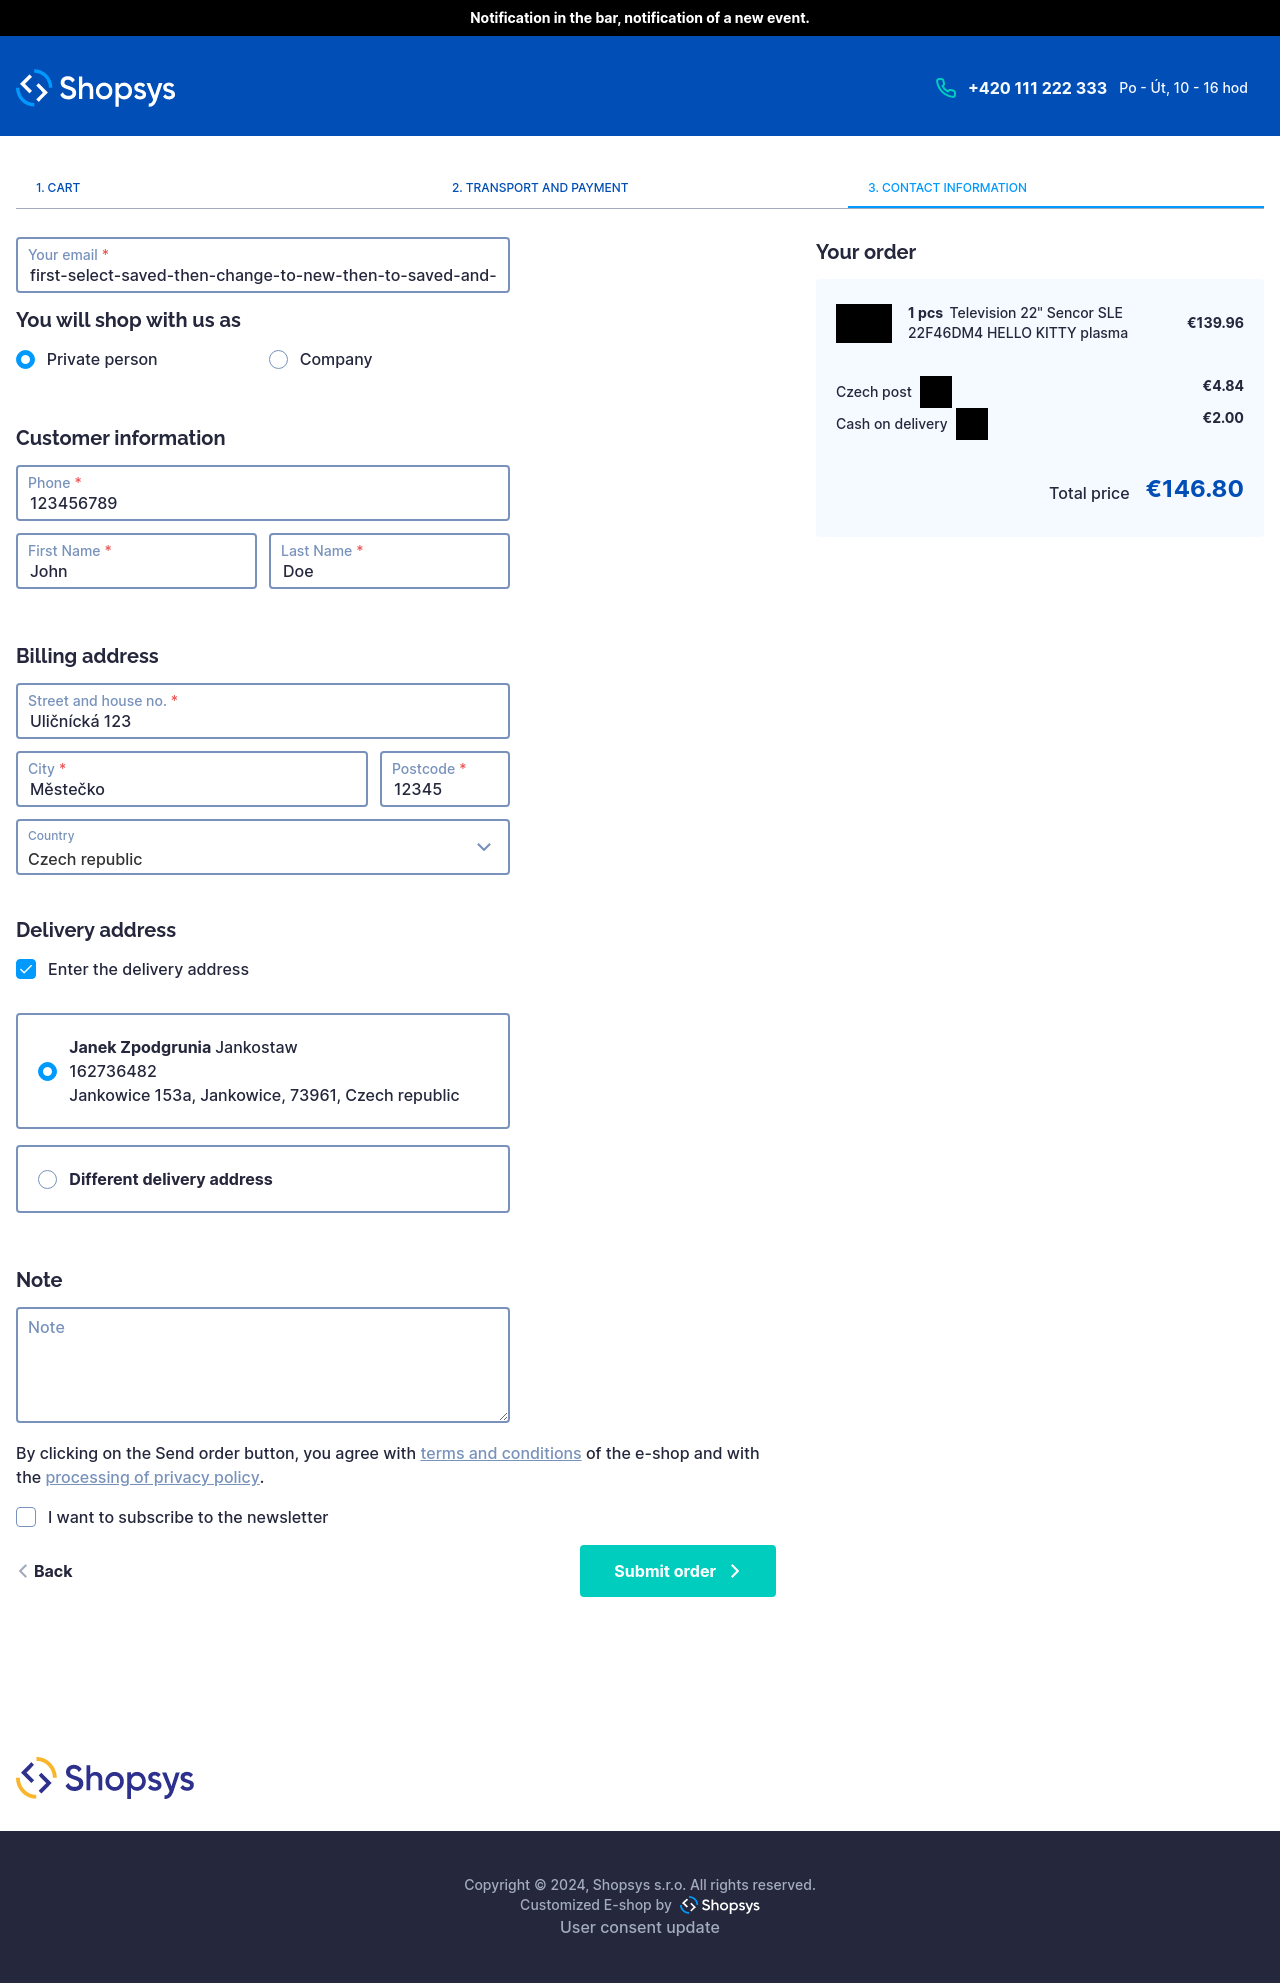 Notification in the bar, notification of a new event.
Shopsys
+420 111 222 333 Po - Út, 10 - 16 hod
1. CART
2. TRANSPORT AND PAYMENT
3. CONTACT INFORMATION
Your email *
first-select-saved-then-change-to-new-then-to-saved-and-
You will shop with us as
Private person
Company
Customer information
Phone *
123456789
First Name *
John
Last Name *
Doe
Billing address
Street and house no. *
Uličnícká 123
City *
Městečko
Postcode *
12345
Country
Czech republic
Delivery address
Enter the delivery address
Janek Zpodgrunia Jankostaw
162736482
Jankowice 153a, Jankowice, 73961, Czech republic
Different delivery address
Note
Note
By clicking on the Send order button, you agree with terms and conditions of the e-shop and with
the processing of privacy policy.
I want to subscribe to the newsletter
Back
Submit order
Your order
1 pcs Television 22" Sencor SLE
22F46DM4 HELLO KITTY plasma
€139.96
Czech post
€4.84
Cash on delivery
€2.00
Total price €146.80
Shopsys
Copyright © 2024, Shopsys s.r.o. All rights reserved.
Customized E-shop by Shopsys
User consent update